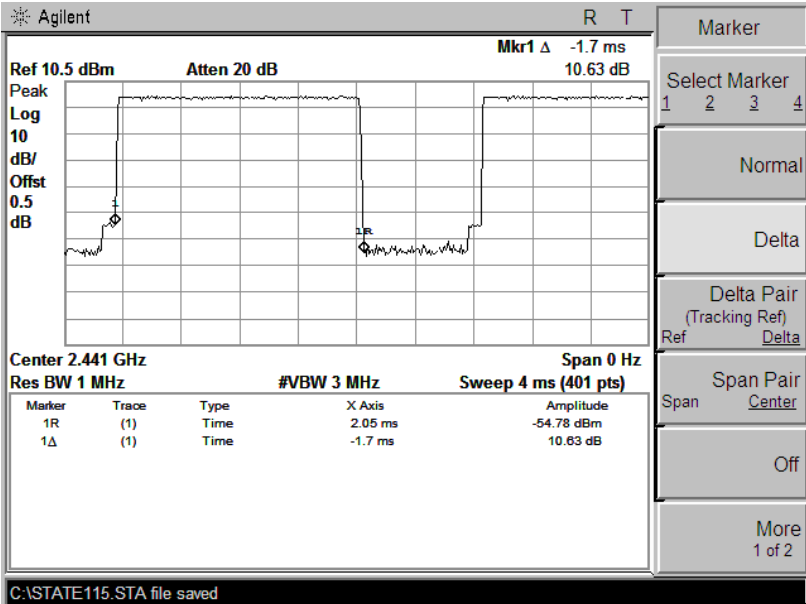 Agilent R T
Mkr1 Δ -1.7 ms
Ref 10.5 dBm Atten 20 dB 10.63 dB
Peak
Log
10
dB/
Offst
0.5
dB
1
1R
Center 2.441 GHz Span 0 Hz
Res BW 1 MHz #VBW 3 MHz Sweep 4 ms (401 pts)
Marker Trace Type X Axis Amplitude
1R (1) Time 2.05 ms -54.78 dBm
1Δ (1) Time -1.7 ms 10.63 dB
C:\STATE115.STA file saved
Marker
Select Marker
1 2 3 4
Normal
Delta
Delta Pair
(Tracking Ref)
Ref Delta
Span Pair
Span Center
Off
More
1 of 2